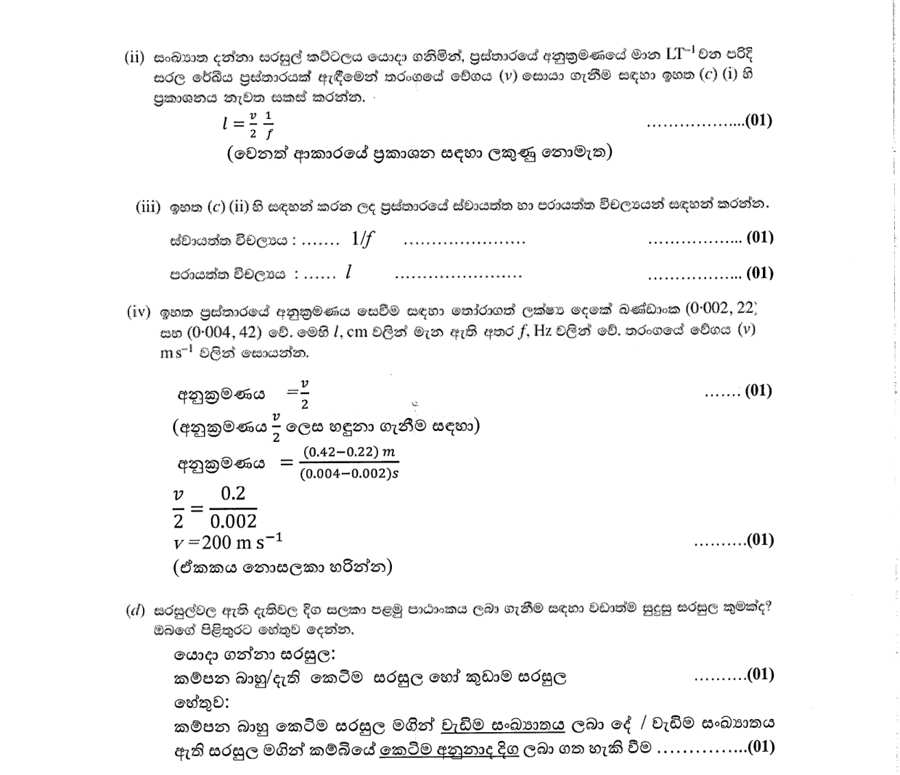 (ii) සංඛ්‍යාත දන්නා සරසුල් කට්ටලය යොදා ගනිමින්, ප්‍රස්තාරයේ අනුක්‍රමණයේ මාන LT⁻¹ වන පරිදි
සරල රේඛීය ප්‍රස්තාරයක් ඇඳීමෙන් තරංගයේ වේගය (v) සොයා ගැනීම සඳහා ඉහත (c) (i) හි
ප්‍රකාශනය නැවත සකස් කරන්න.
l = v/2 1/f ....................(01)
(වෙනත් ආකාරයේ ප්‍රකාශන සඳහා ලකුණු නොමැත)
(iii) ඉහත (c) (ii) හි සඳහන් කරන ලද ප්‍රස්තාරයේ ස්වායත්ත හා පරායත්ත විචල්‍යයන් සඳහන් කරන්න.
ස්වායත්ත විචල්‍යය : ....... 1/f ....................... .................. (01)
පරායත්ත විචල්‍යය : ...... l ........................ .................. (01)
(iv) ඉහත ප්‍රස්තාරයේ අනුක්‍රමණය සෙවීම සඳහා තෝරාගත් ලක්ෂ්‍ය දෙකේ ඛණ්ඩාංක (0·002, 22)
සහ (0·004, 42) වේ. මෙහි l, cm වලින් මැන ඇති අතර f, Hz වලින් වේ. තරංගයේ වේගය (v)
m s⁻¹ වලින් සොයන්න.
අනුක්‍රමණය = v/2 ....... (01)
(අනුක්‍රමණය v/2 ලෙස හඳුනා ගැනීම සඳහා)
අනුක්‍රමණය = (0.42−0.22) m/(0.004−0.002)s
v/2 = 0.2/0.002
v = 200 m s⁻¹ ..........(01)
(ඒකකය නොසලකා හරින්න)
(d) සරසුල්වල ඇති දැතිවල දිග සලකා පළමු පාඨාංකය ලබා ගැනීම සඳහා වඩාත්ම සුදුසු සරසුල කුමක්ද?
ඔබගේ පිළිතුරට හේතුව දෙන්න.
යොදා ගන්නා සරසුල:
කම්පන බාහු/දැති කෙටිම සරසුල හෝ කුඩාම සරසුල ..........(01)
හේතුව:
කම්පන බාහු කෙටිම සරසුල මගින් වැඩිම සංඛ්‍යාතය ලබා දේ / වැඩිම සංඛ්‍යාතය
ඇති සරසුල මගින් කම්බියේ කෙටිම අනුනාද දිග ලබා ගත හැකි වීම .................(01)